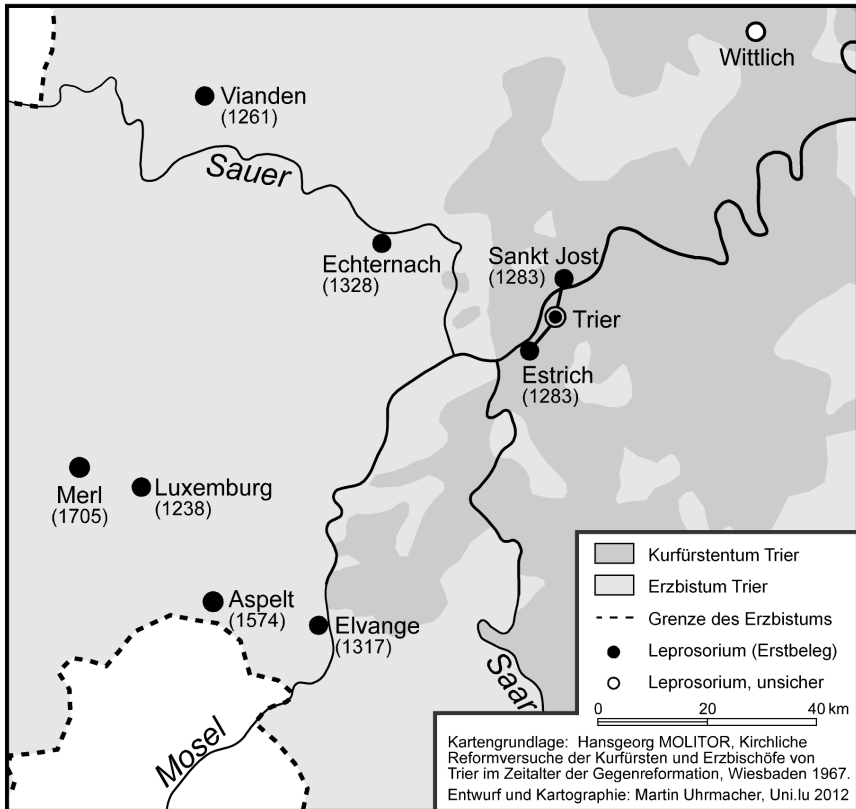 Wittlich
Vianden
(1261)
Sauer
Echternach
(1328)
Sankt Jost
(1283)
Trier
Estrich
(1283)
Merl
(1705)
Luxemburg
(1238)
Aspelt
(1574)
Elvange
(1317)
Saar
Mosel
Kurfürstentum Trier
Erzbistum Trier
Grenze des Erzbistums
Leprosorium (Erstbeleg)
Leprosorium, unsicher
0 20 40 km
Kartengrundlage: Hansgeorg MOLITOR, Kirchliche
Reformversuche der Kurfürsten und Erzbischöfe von
Trier im Zeitalter der Gegenreformation, Wiesbaden 1967.
Entwurf und Kartographie: Martin Uhrmacher, Uni.lu 2012